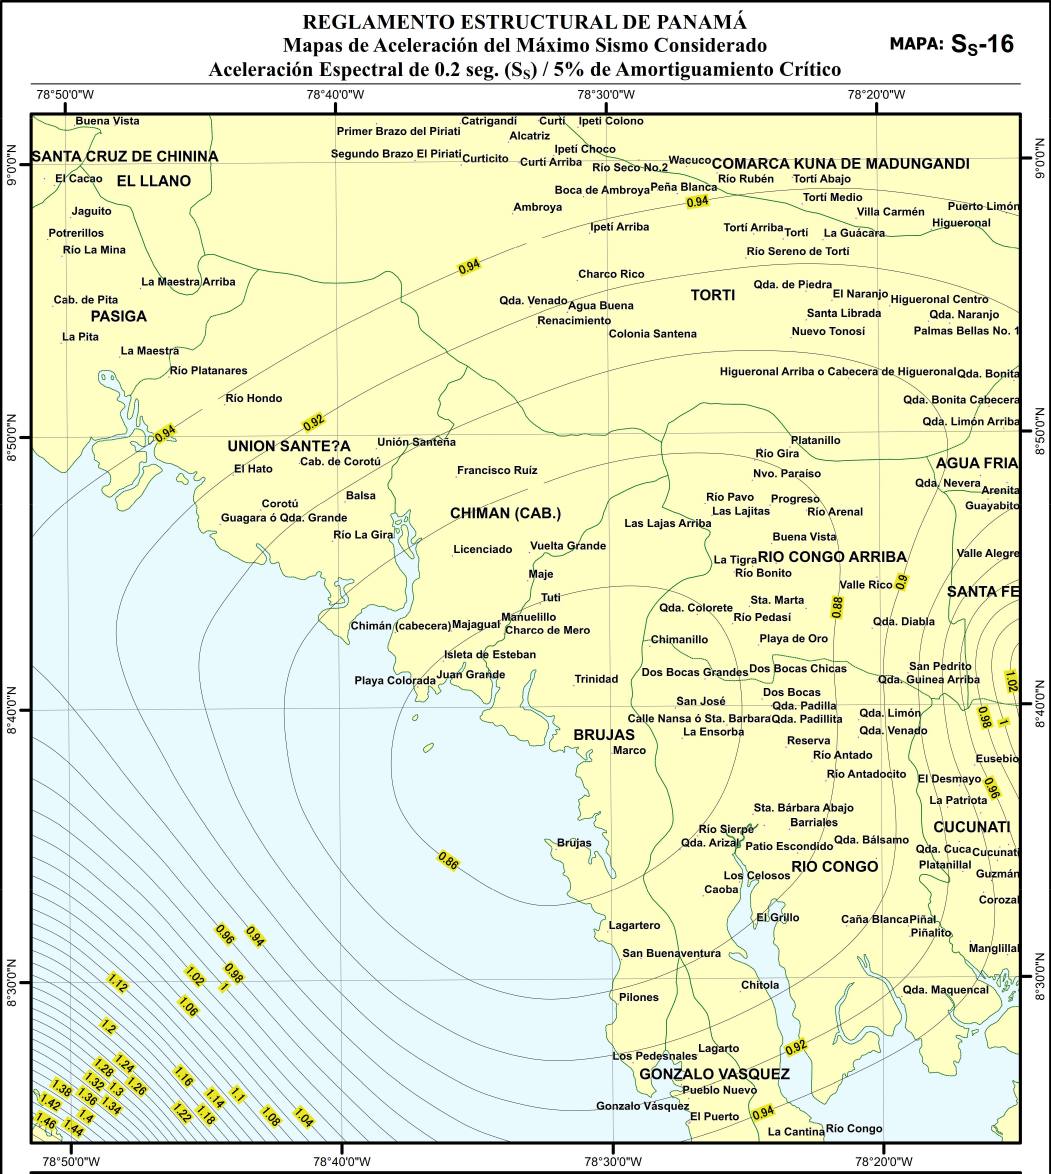 REGLAMENTO ESTRUCTURAL DE PANAMÁ
Mapas de Aceleración del Máximo Sismo Considerado
MAPA: SS-16
Aceleración Espectral de 0.2 seg. (SS) / 5% de Amortiguamiento Crítico
78°50'0"W 78°40'0"W 78°30'0"W 78°20'0"W
Buena Vista
Catrigandí
Curtí
Ipetí Colono
Primer Brazo del Piriati
Alcatriz
Ipetí Choco
SANTA CRUZ DE CHININA
Segundo Brazo El Piriati
Curticito
Curtí Arriba
Wacuco
COMARCA KUNA DE MADUNGANDI
9°0'0"N
9°0'0"N
Río Seco No.2
El Cacao
EL LLANO
Río Rubén
Tortí Abajo
Boca de Ambroya
Peña Blanca
Tortí Medio
0.94
Jaguito
Ambroya
Villa Carmén
Puerto Limón
Higueronal
Potrerillos
Ipetí Arriba
Tortí Arriba
Tortí
La Guácara
Río La Mina
Río Sereno de Tortí
0.94
Charco Rico
La Maestra Arriba
Qda. de Piedra
Cab. de Pita
Qda. Venado
Agua Buena
TORTI
El Naranjo
Higueronal Centro
PASIGA
Renacimiento
Santa Librada
Qda. Naranjo
La Pita
Colonia Santena
Nuevo Tonosí
Palmas Bellas No. 1
La Maestra
Río Platanares
Higueronal Arriba o Cabecera de Higueronal
Qda. Bonita
Río Hondo
Qda. Bonita Cabecera
0.92
Qda. Limón Arriba
0.94
8°50'0"N
8°50'0"N
UNION SANTE?A
Unión Santeña
Platanillo
Río Gira
Cab. de Corotú
El Hato
Francisco Ruíz
AGUA FRIA
Nvo. Paraíso
Qda. Nevera
Arenita
Balsa
Corotú
Río Pavo
Progreso
Guayabito
Guagara ó Qda. Grande
CHIMAN (CAB.)
Las Lajitas
Río Arenal
Las Lajas Arriba
Río La Gira
Buena Vista
Licenciado
Vuelta Grande
La Tigra
RIO CONGO ARRIBA
Valle Alegre
Maje
Río Bonito
Valle Rico
0.9
SANTA FE
Tuti
Sta. Marta
0.88
Qda. Colorete
Manuelillo
Río Pedasí
Qda. Diabla
Chimán (cabecera)
Majagual
Charco de Mero
Chimanillo
Playa de Oro
Isleta de Esteban
Juan Grande
Dos Bocas Grandes
Dos Bocas Chicas
San Pedrito
Playa Colorada
Trinidad
Qda. Guinea Arriba
1.02
Dos Bocas
San José
Qda. Padilla
8°40'0"N
8°40'0"N
Calle Nansa ó Sta. Barbara
Qda. Padillita
Qda. Limón
0.98
1
La Ensorba
Qda. Venado
BRUJAS
Reserva
Marco
Río Antado
Eusebio
Río Antadocito
El Desmayo
0.96
La Patriota
Sta. Bárbara Abajo
Barriales
CUCUNATI
Río Sierpe
Brujas
Qda. Arizal
Patio Escondido
Qda. Bálsamo
Qda. Cuca
Cucunatí
0.86
RIO CONGO
Platanillal
Guzmán
Los Celosos
Caoba
Corozal
El Grillo
Caña Blanca
Piñal
Lagartero
Piñalito
0.96
0.94
San Buenaventura
Manglillal
1.12
1.02
0.98
8°30'0"N
8°30'0"N
1
Chitola
Qda. Maquencal
1.06
Pilones
1.2
Lagarto
0.92
Los Pedesnales
1.28
1.24
GONZALO VASQUEZ
1.38
1.32
1.3
1.26
1.16
Pueblo Nuevo
1.42
1.36
1.34
1.14
1.1
Gonzalo Vásquez
1.46
1.4
1.44
1.22
1.18
1.08
1.04
El Puerto
0.94
La Cantina
Río Congo
78°50'0"W 78°40'0"W 78°30'0"W 78°20'0"W